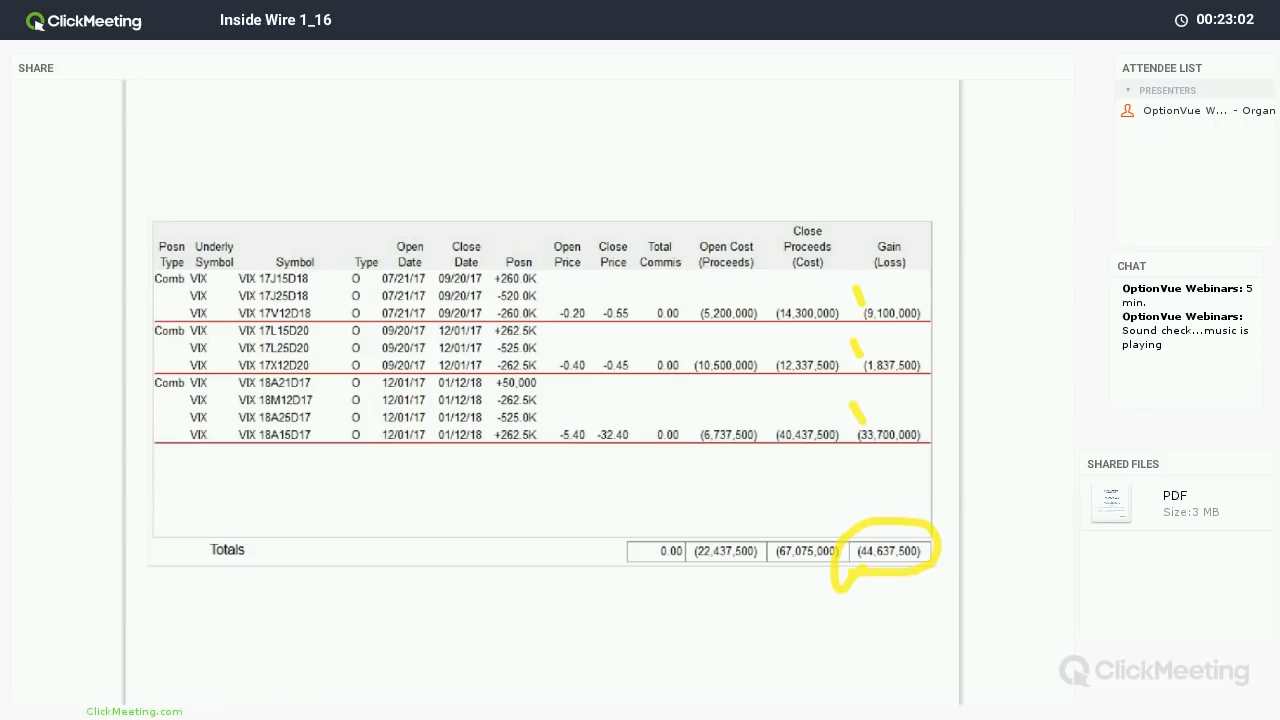 ClickMeeting
Inside Wire 1_16
00:23:02
SHARE
Posn Type Underly Symbol Symbol Type Open Date Close Date Posn Open Price Close Price Total Commis Open Cost (Proceeds) Close Proceeds (Cost) Gain (Loss)
Comb VIX VIX 17J15D18 O 07/21/17 09/20/17 +260.0K
VIX VIX 17J25D18 O 07/21/17 09/20/17 -520.0K
VIX VIX 17V12D18 O 07/21/17 09/20/17 -260.0K -0.20 -0.55 0.00 (5,200,000) (14,300,000) (9,100,000)
Comb VIX VIX 17L15D20 O 09/20/17 12/01/17 +262.5K
VIX VIX 17L25D20 O 09/20/17 12/01/17 -525.0K
VIX VIX 17X12D20 O 09/20/17 12/01/17 -262.5K -0.40 -0.45 0.00 (10,500,000) (12,337,500) (1,837,500)
Comb VIX VIX 18A21D17 O 12/01/17 01/12/18 +50,000
VIX VIX 18M12D17 O 12/01/17 01/12/18 -262.5K
VIX VIX 18A25D17 O 12/01/17 01/12/18 -525.0K
VIX VIX 18A15D17 O 12/01/17 01/12/18 +262.5K -5.40 -32.40 0.00 (6,737,500) (40,437,500) (33,700,000)
Totals 0.00 (22,437,500) (67,075,000) (44,637,500)
ATTENDEE LIST
PRESENTERS
OptionVue W... - Organ
CHAT
OptionVue Webinars: 5
min.
OptionVue Webinars:
Sound check...music is
playing
SHARED FILES
PDF
Size:3 MB
ClickMeeting
ClickMeeting.com